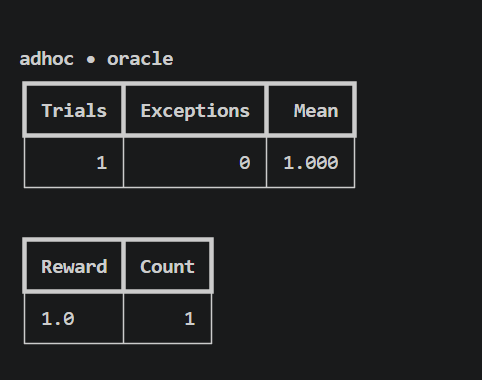 adhoc • oracle
Trials Exceptions Mean
1 0 1.000
Reward Count
1.0 1